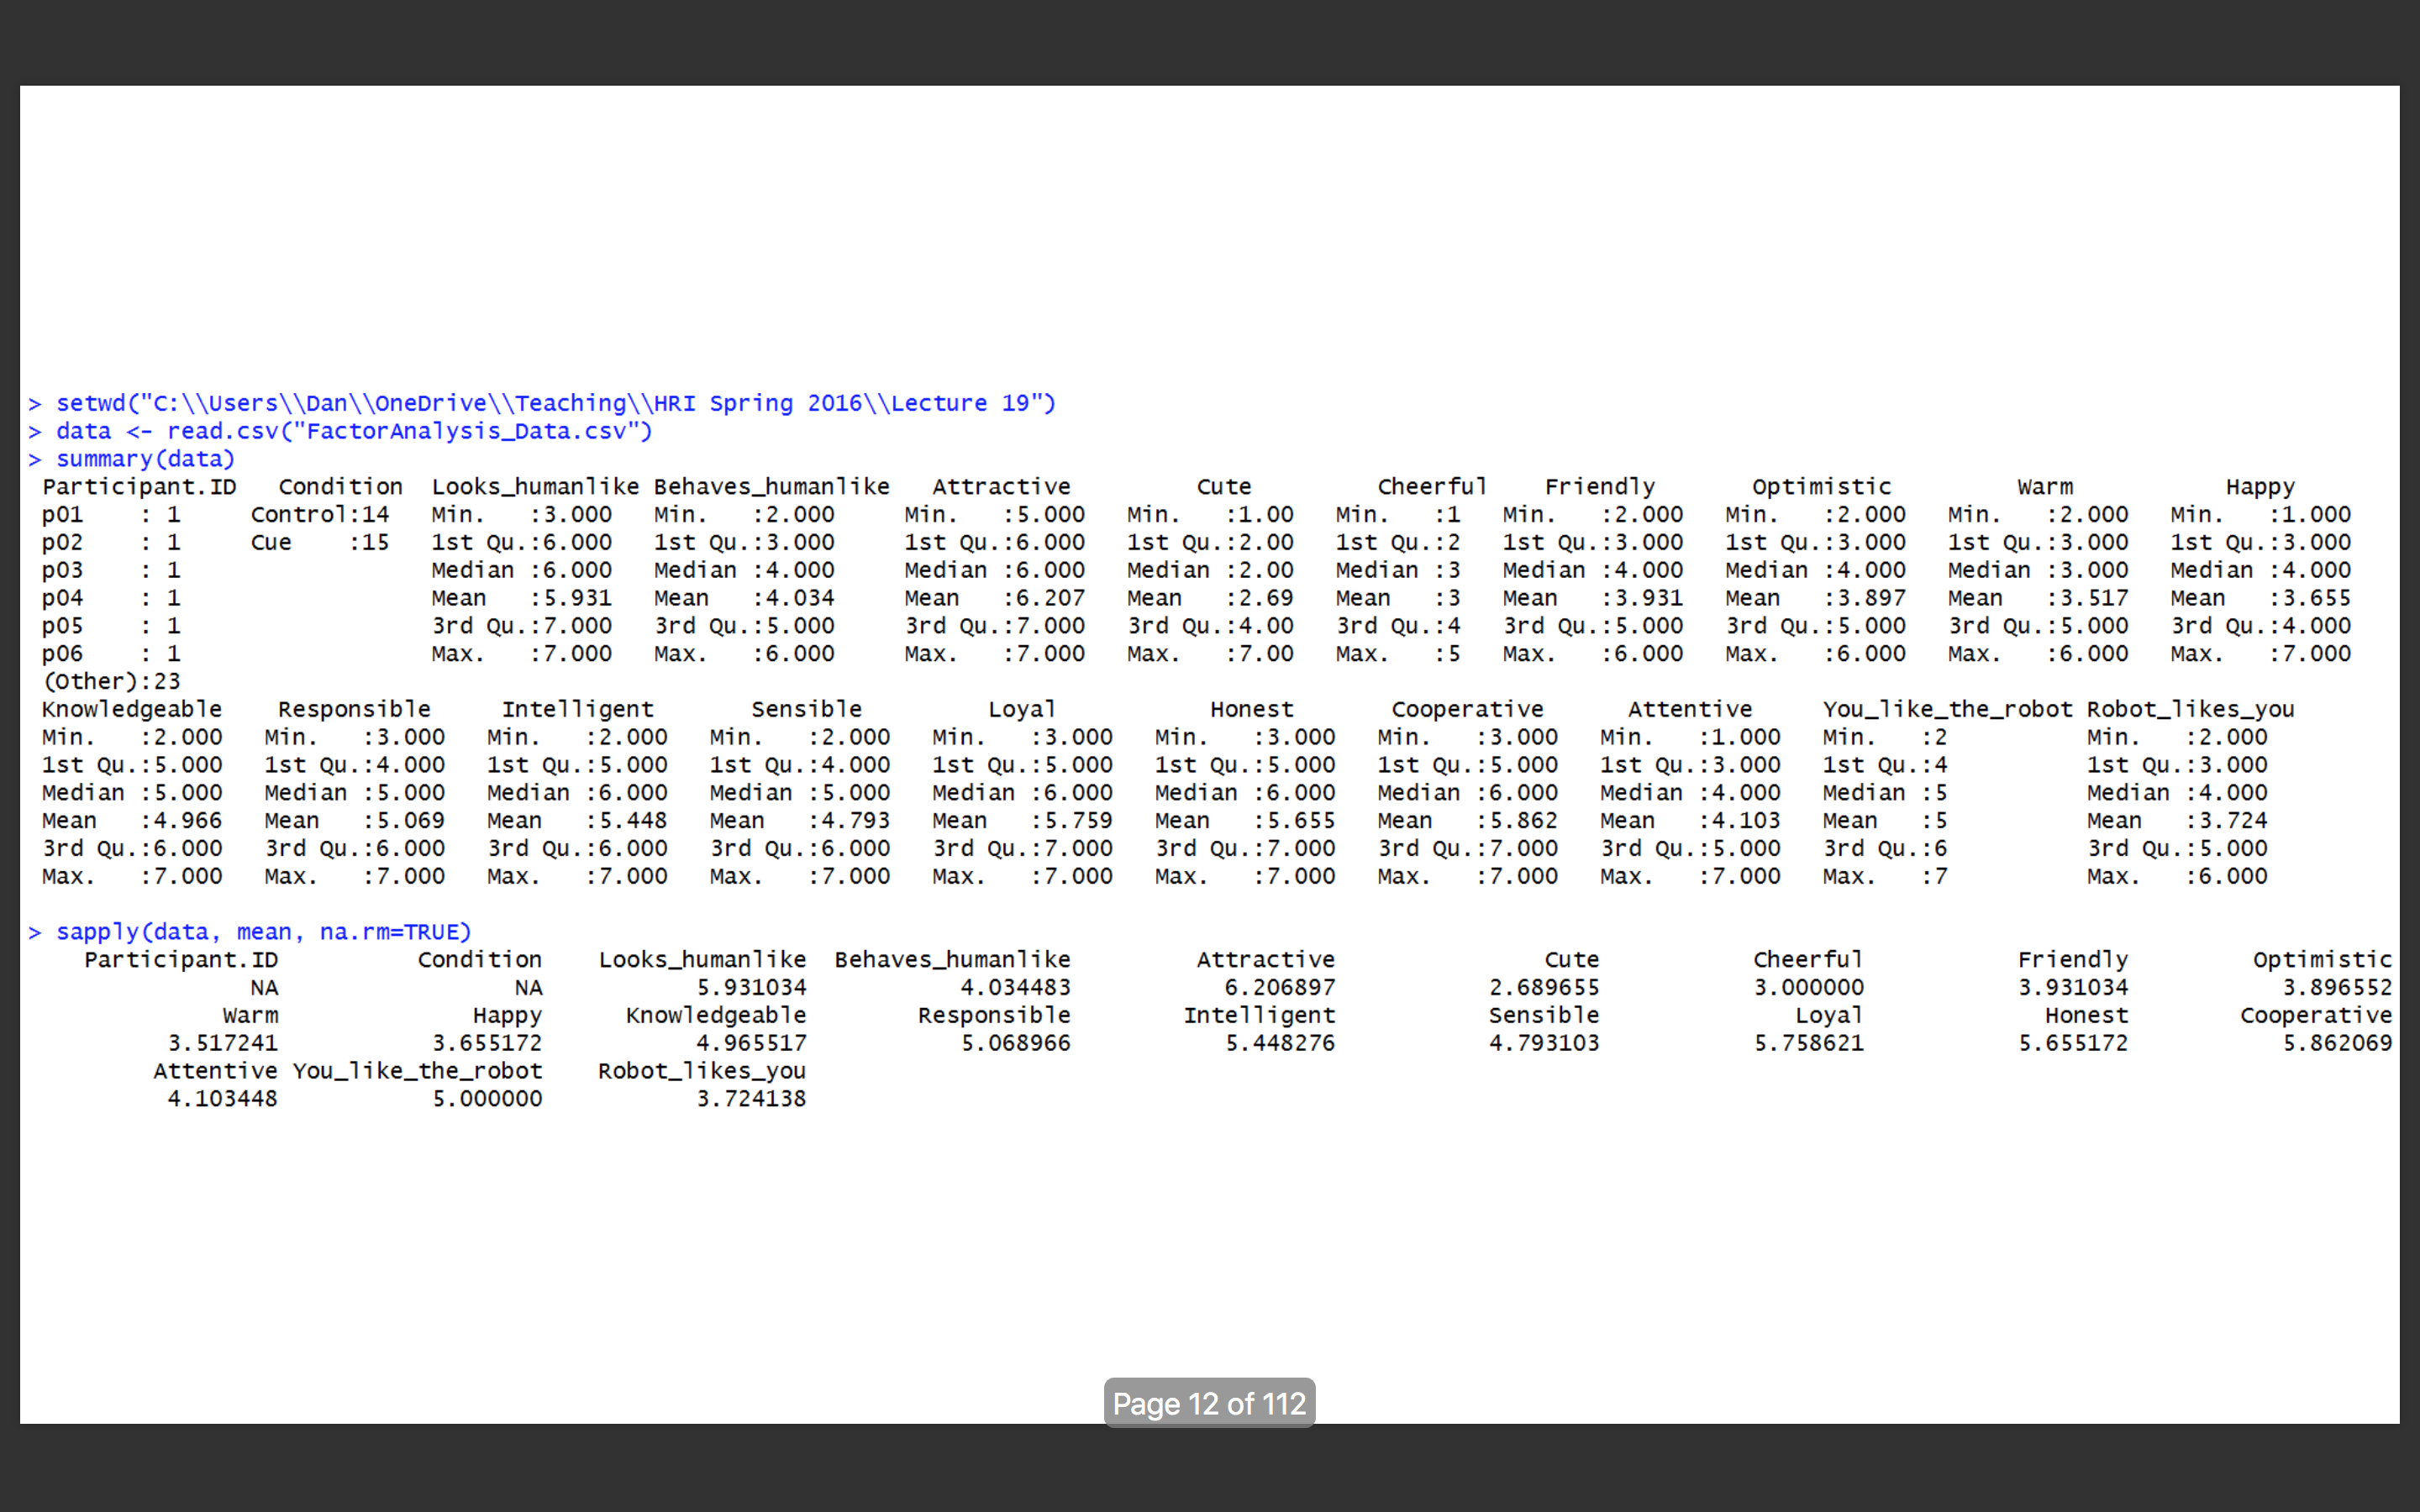 > setwd("C:\\Users\\Dan\\OneDrive\\Teaching\\HRI Spring 2016\\Lecture 19")
> data <- read.csv("FactorAnalysis_Data.csv")
> summary(data)
Participant.ID Condition Looks_humanlike Behaves_humanlike Attractive Cute Cheerful Friendly Optimistic Warm Happy
p01 : 1 Control:14 Min. :3.000 Min. :2.000 Min. :5.000 Min. :1.00 Min. :1 Min. :2.000 Min. :2.000 Min. :2.000 Min. :1.000
p02 : 1 Cue :15 1st Qu.:6.000 1st Qu.:3.000 1st Qu.:6.000 1st Qu.:2.00 1st Qu.:2 1st Qu.:3.000 1st Qu.:3.000 1st Qu.:3.000 1st Qu.:3.000
p03 : 1 Median :6.000 Median :4.000 Median :6.000 Median :2.00 Median :3 Median :4.000 Median :4.000 Median :3.000 Median :4.000
p04 : 1 Mean :5.931 Mean :4.034 Mean :6.207 Mean :2.69 Mean :3 Mean :3.931 Mean :3.897 Mean :3.517 Mean :3.655
p05 : 1 3rd Qu.:7.000 3rd Qu.:5.000 3rd Qu.:7.000 3rd Qu.:4.00 3rd Qu.:4 3rd Qu.:5.000 3rd Qu.:5.000 3rd Qu.:5.000 3rd Qu.:4.000
p06 : 1 Max. :7.000 Max. :6.000 Max. :7.000 Max. :7.00 Max. :5 Max. :6.000 Max. :6.000 Max. :6.000 Max. :7.000
(Other):23
Knowledgeable Responsible Intelligent Sensible Loyal Honest Cooperative Attentive You_like_the_robot Robot_likes_you
Min. :2.000 Min. :3.000 Min. :2.000 Min. :2.000 Min. :3.000 Min. :3.000 Min. :3.000 Min. :1.000 Min. :2 Min. :2.000
1st Qu.:5.000 1st Qu.:4.000 1st Qu.:5.000 1st Qu.:4.000 1st Qu.:5.000 1st Qu.:5.000 1st Qu.:5.000 1st Qu.:3.000 1st Qu.:4 1st Qu.:3.000
Median :5.000 Median :5.000 Median :6.000 Median :5.000 Median :6.000 Median :6.000 Median :6.000 Median :4.000 Median :5 Median :4.000
Mean :4.966 Mean :5.069 Mean :5.448 Mean :4.793 Mean :5.759 Mean :5.655 Mean :5.862 Mean :4.103 Mean :5 Mean :3.724
3rd Qu.:6.000 3rd Qu.:6.000 3rd Qu.:6.000 3rd Qu.:6.000 3rd Qu.:7.000 3rd Qu.:7.000 3rd Qu.:7.000 3rd Qu.:5.000 3rd Qu.:6 3rd Qu.:5.000
Max. :7.000 Max. :7.000 Max. :7.000 Max. :7.000 Max. :7.000 Max. :7.000 Max. :7.000 Max. :7.000 Max. :7 Max. :6.000
> sapply(data, mean, na.rm=TRUE)
Participant.ID Condition Looks_humanlike Behaves_humanlike Attractive Cute Cheerful Friendly Optimistic
NA NA 5.931034 4.034483 6.206897 2.689655 3.000000 3.931034 3.896552
Warm Happy Knowledgeable Responsible Intelligent Sensible Loyal Honest Cooperative
3.517241 3.655172 4.965517 5.068966 5.448276 4.793103 5.758621 5.655172 5.862069
Attentive You_like_the_robot Robot_likes_you
4.103448 5.000000 3.724138
Page 12 of 112